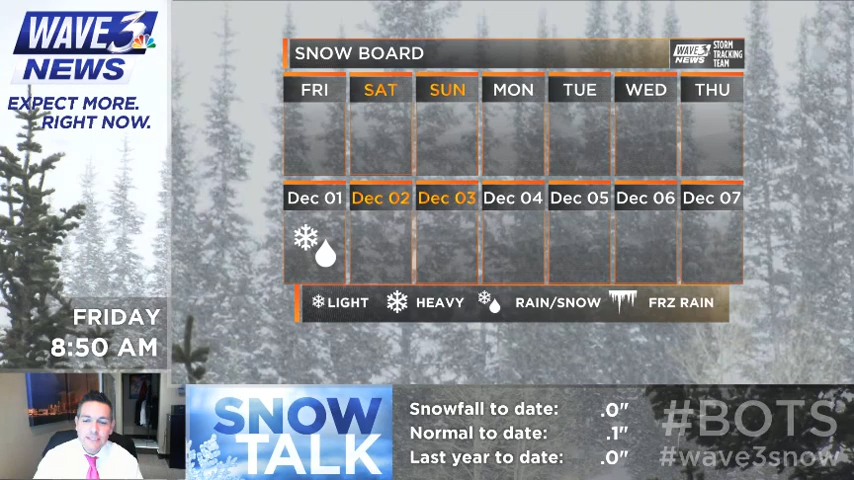 WAVE 3
NEWS
EXPECT MORE.
RIGHT NOW.
SNOW BOARD
WAVE 3
NEWS
STORM
TRACKING
TEAM
FRI SAT SUN MON TUE WED THU
Dec 01 Dec 02 Dec 03 Dec 04 Dec 05 Dec 06 Dec 07
LIGHT HEAVY RAIN/SNOW FRZ RAIN
FRIDAY
8:50 AM
SNOW
TALK
Snowfall to date: .0"
Normal to date: .1"
Last year to date: .0"
#BOTS
#wave3snow